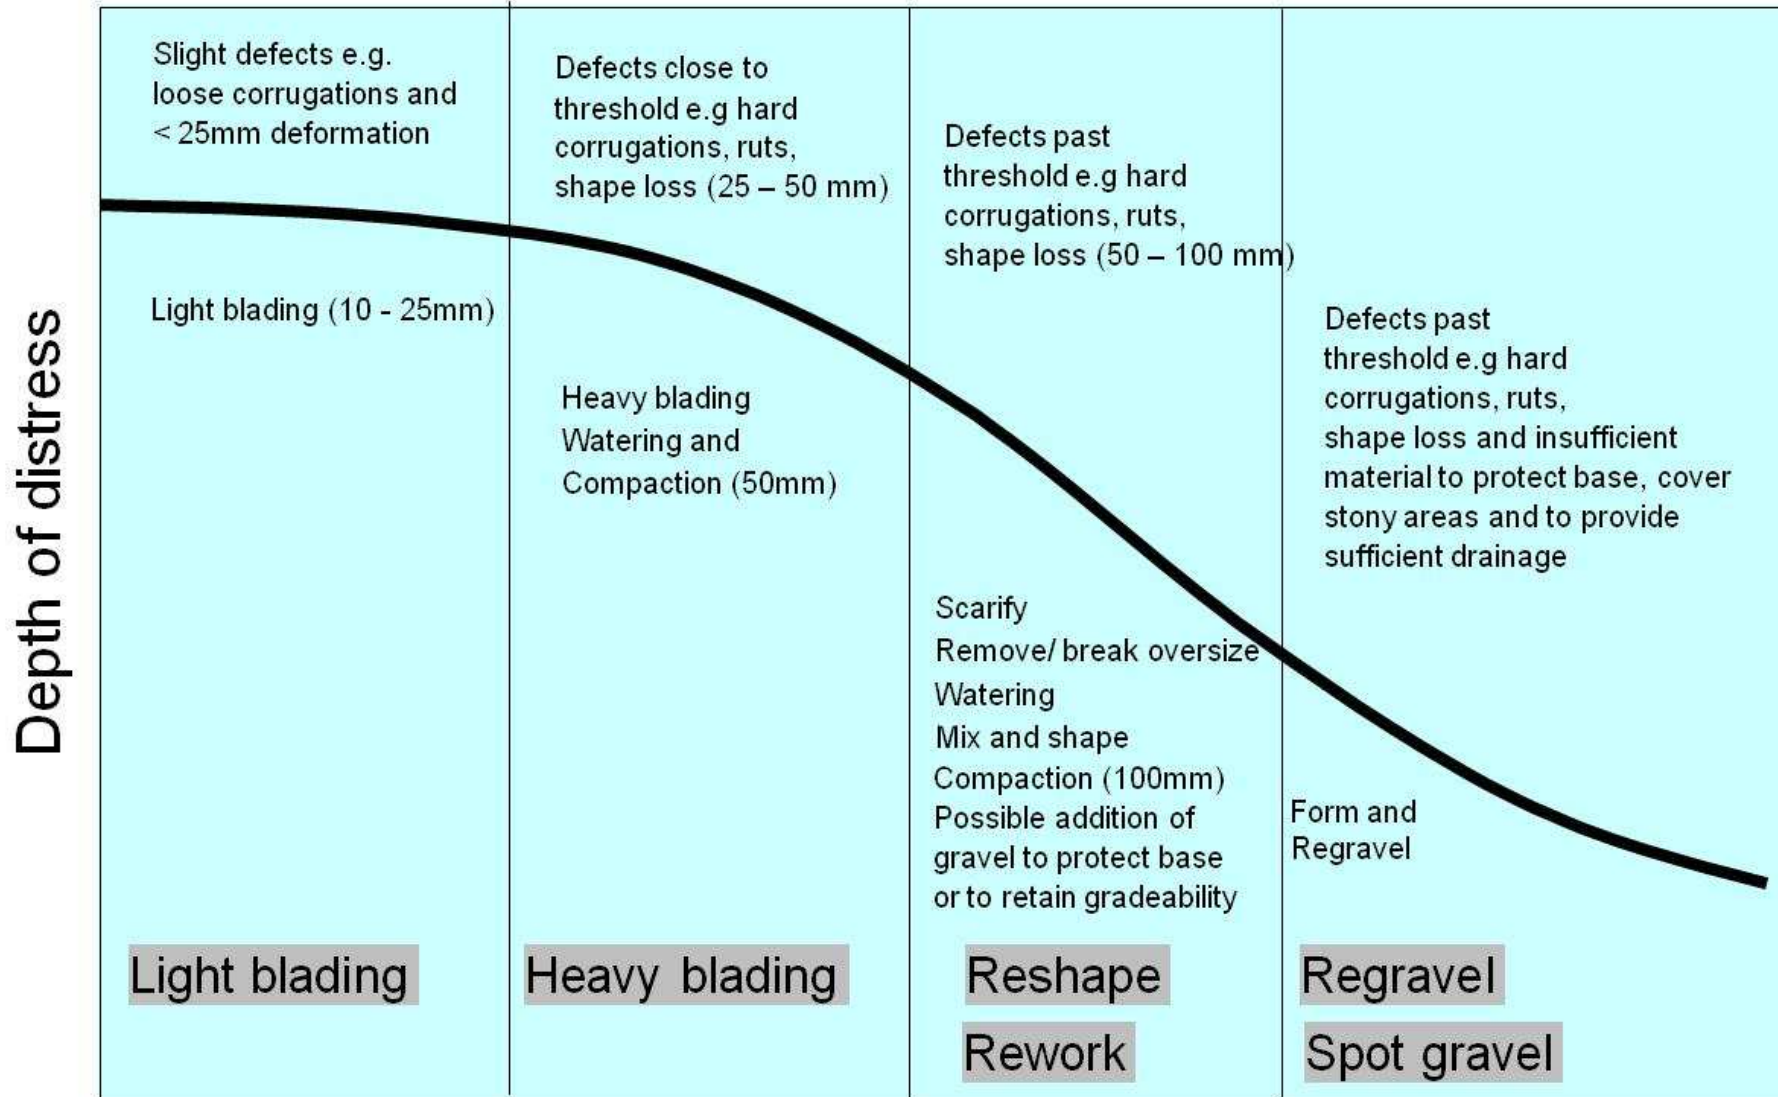 Depth of distress
Slight defects e.g.
loose corrugations and
< 25mm deformation
Light blading (10 - 25mm)
Light blading
Defects close to
threshold e.g hard
corrugations, ruts,
shape loss (25 – 50 mm)
Heavy blading
Watering and
Compaction (50mm)
Heavy blading
Defects past
threshold e.g hard
corrugations, ruts,
shape loss (50 – 100 mm)
Scarify
Remove/ break oversize
Watering
Mix and shape
Compaction (100mm)
Possible addition of
gravel to protect base
or to retain gradeability
Reshape
Rework
Defects past
threshold e.g hard
corrugations, ruts,
shape loss and insufficient
material to protect base, cover
stony areas and to provide
sufficient drainage
Form and
Regravel
Regravel
Spot gravel